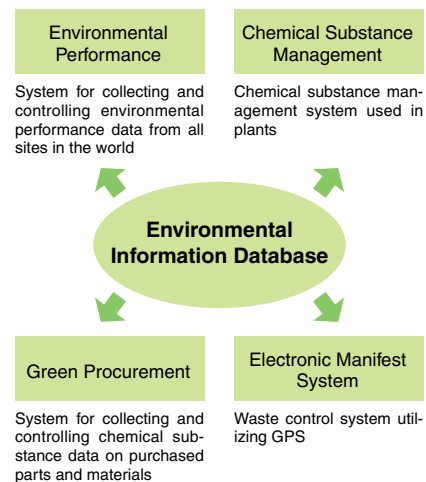 Environmental
Performance
System for collecting and
controlling environmental
performance data from all
sites in the world
Chemical Substance
Management
Chemical substance man-
agement system used in
plants
Environmental
Information Database
Green Procurement
System for collecting and
controlling chemical sub-
stance data on purchased
parts and materials
Electronic Manifest
System
Waste control system util-
izing GPS